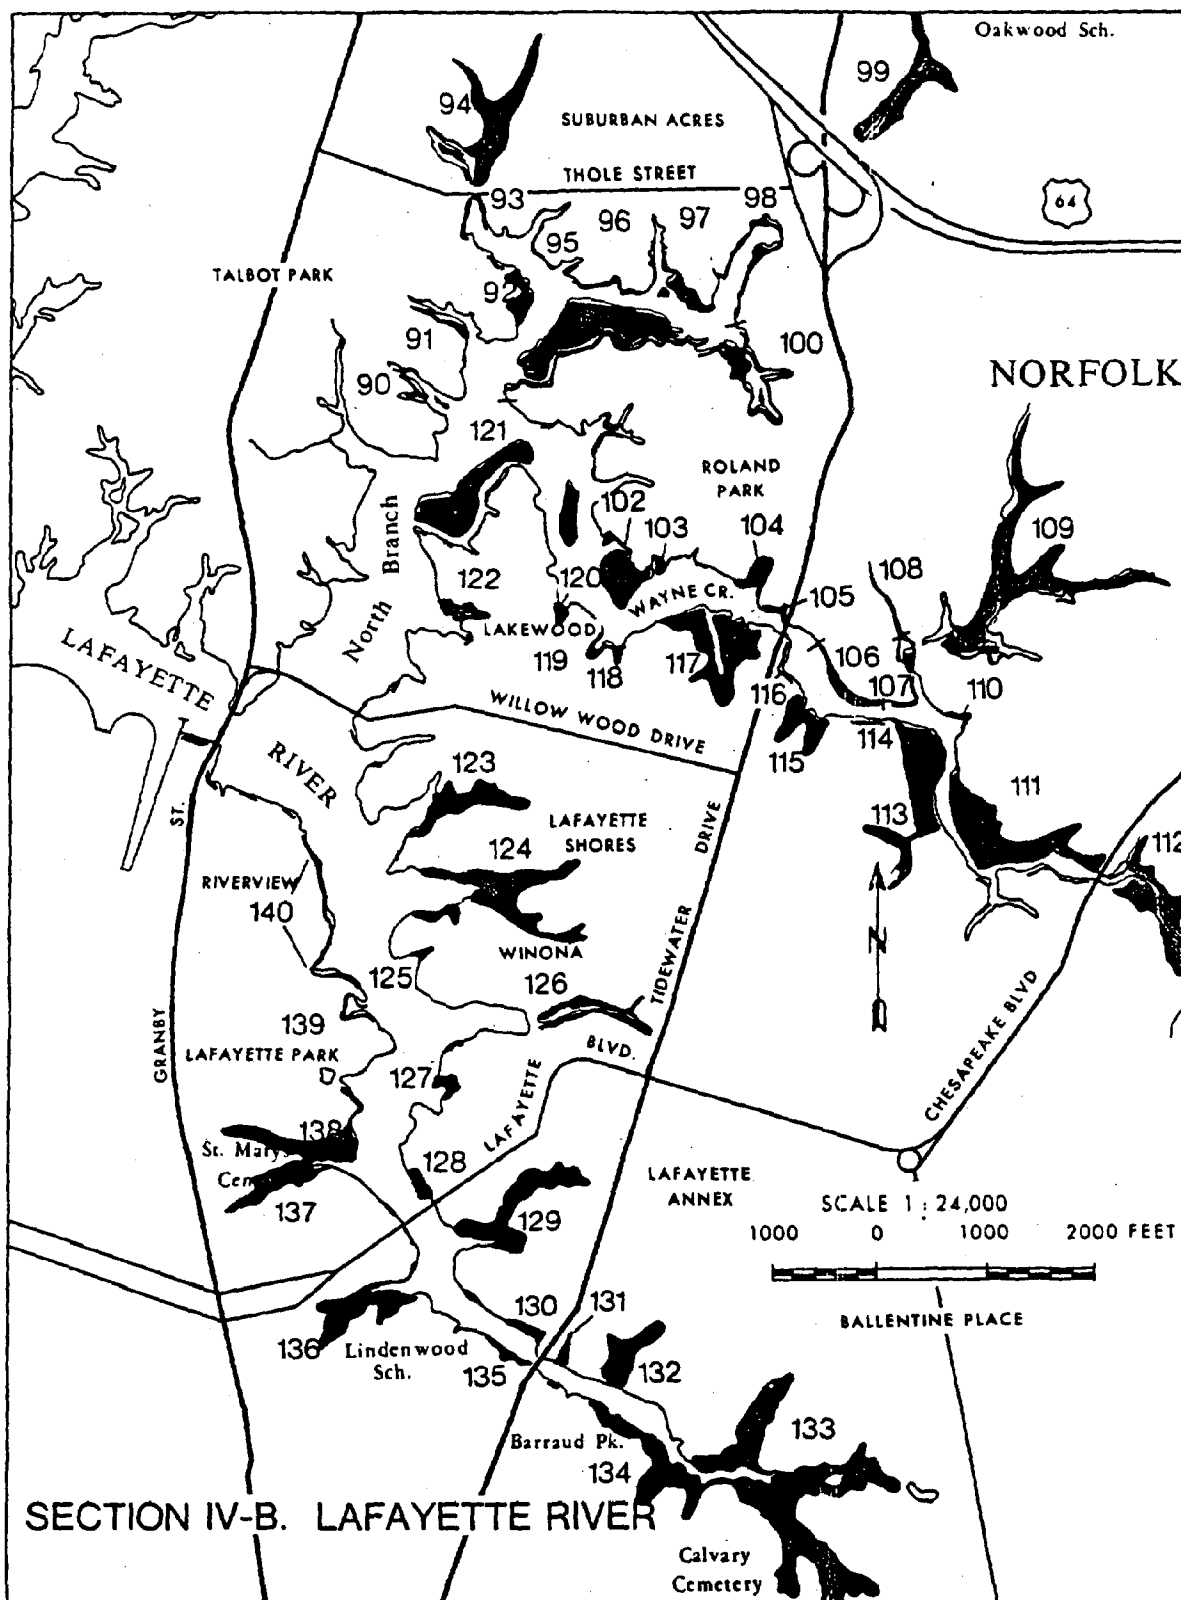 Oakwood Sch.
99
94
SUBURBAN ACRES
THOLE STREET
64
93
98
96
97
95
TALBOT PARK
92
91
100
90
NORFOLK
121
ROLAND
PARK
102
103
104
109
North Branch
108
122
120
WAYNE CR.
105
LAKEWOOD
119
118
117
106
107
110
116
LAFAYETTE
RIVER
WILLOW WOOD DRIVE
114
115
123
111
ST.
LAFAYETTE
SHORES
DRIVE
113
112
124
RIVERVIEW
140
N
WINONA
TIDEWATER
125
126
139
GRANBY
LAFAYETTE PARK
BLVD.
LAFAYETTE
CHESAPEAKE BLVD
127
138
St. Marys
Cem
128
LAFAYETTE
ANNEX
137
129
SCALE 1 : 24,000
1000 0 1000 2000 FEET
130
131
BALLENTINE PLACE
136
Lindenwood
Sch.
135
132
Barraud Pk.
133
134
SECTION IV-B. LAFAYETTE RIVER
Calvary
Cemetery